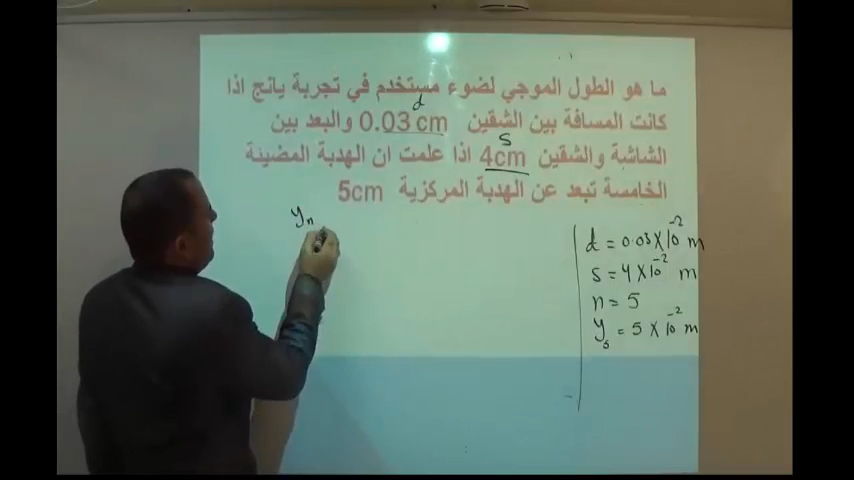 ما هو الطول الموجي لضوء مستخدم في تجربة يانج اذا
d
كانت المسافة بين الشقين 0.03 cm والبعد بين
s
الشاشة والشقين 4cm اذا علمت ان الهدبة المضيئة
الخامسة تبعد عن الهدبة المركزية 5cm
yₙ
d = 0.03 X 10⁻² m
s = 4 X 10⁻² m
n = 5
y₅ = 5 X 10⁻² m